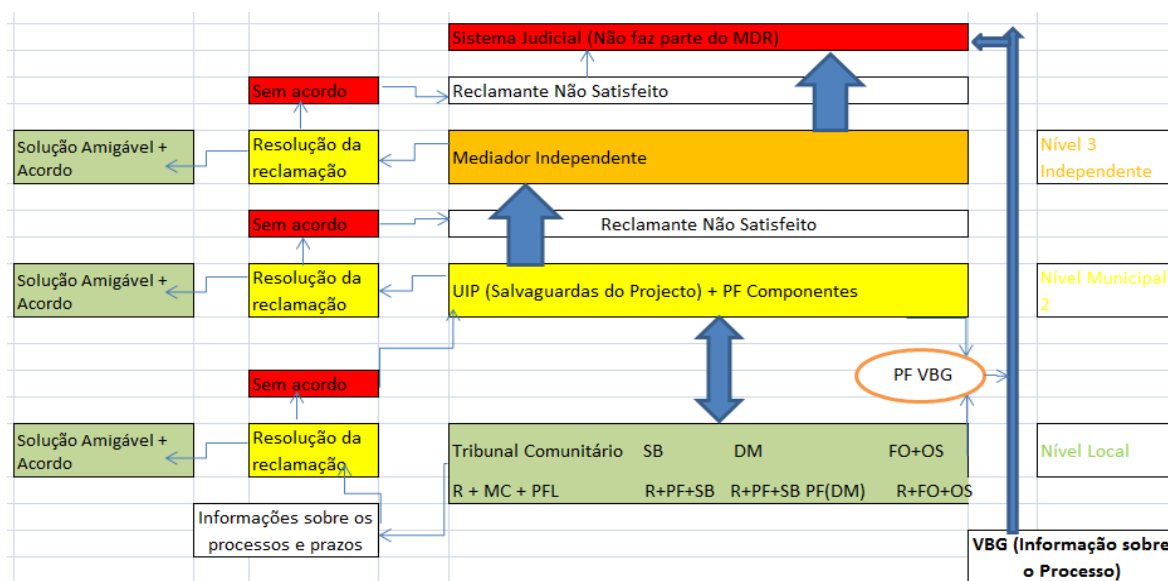 Sistema Judicial (Não faz parte do MDR)
Sem acordo
Reclamante Não Satisfeito
Solução Amigável +
Acordo
Resolução da
reclamação
Mediador Independente
Nível 3
Independente
Sem acordo
Reclamante Não Satisfeito
Solução Amigável +
Acordo
Resolução da
reclamação
UIP (Salvaguardas do Projecto) + PF Componentes
Nível Municipal
2
Sem acordo
PF VBG
Solução Amigável +
Acordo
Resolução da
reclamação
Tribunal Comunitário SB DM FO+OS
R + MC + PFL R+PF+SB R+PF+SB PF(DM) R+FO+OS
Nível Local
Informações sobre os
processos e prazos
VBG (Informação sobre
o Processo)